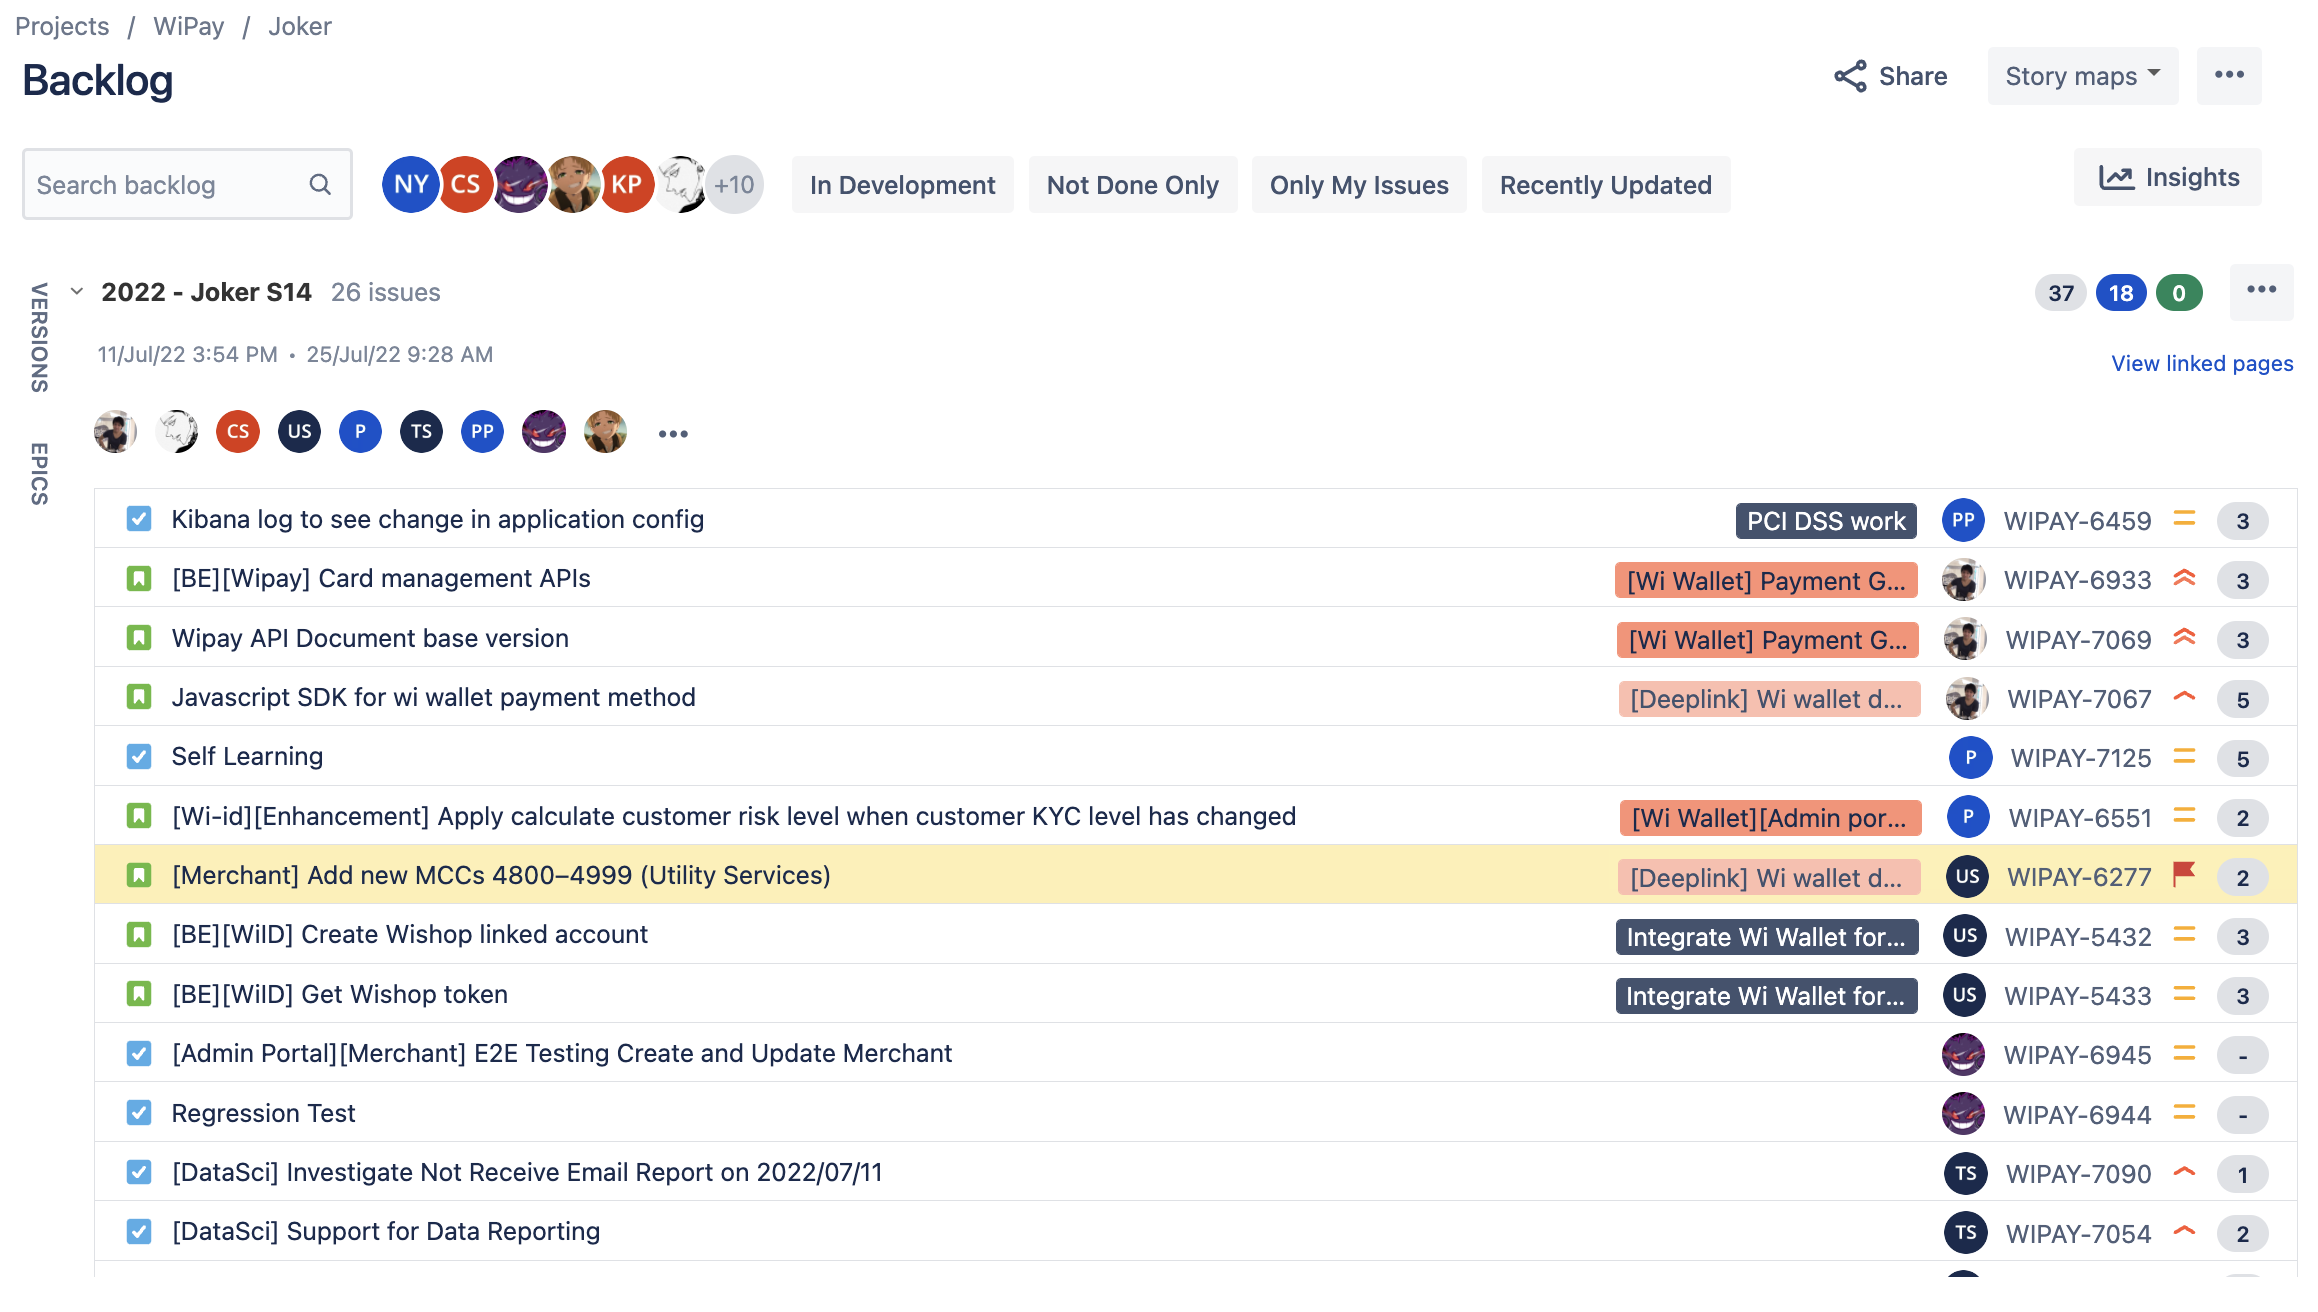 Projects / WiPay / Joker
Backlog
Share
Story maps
Search backlog
NY CS KP +10
In Development
Not Done Only
Only My Issues
Recently Updated
Insights
VERSIONS
EPICS
2022 - Joker S14 26 issues
37 18 0
11/Jul/22 3:54 PM • 25/Jul/22 9:28 AM
View linked pages
CS US P TS PP
Kibana log to see change in application config PCI DSS work PP WIPAY-6459 3
[BE][Wipay] Card management APIs [Wi Wallet] Payment G... WIPAY-6933 3
Wipay API Document base version [Wi Wallet] Payment G... WIPAY-7069 3
Javascript SDK for wi wallet payment method [Deeplink] Wi wallet d... WIPAY-7067 5
Self Learning P WIPAY-7125 5
[Wi-id][Enhancement] Apply calculate customer risk level when customer KYC level has changed [Wi Wallet][Admin por... P WIPAY-6551 2
[Merchant] Add new MCCs 4800–4999 (Utility Services) [Deeplink] Wi wallet d... US WIPAY-6277 2
[BE][WiID] Create Wishop linked account Integrate Wi Wallet for... US WIPAY-5432 3
[BE][WiID] Get Wishop token Integrate Wi Wallet for... US WIPAY-5433 3
[Admin Portal][Merchant] E2E Testing Create and Update Merchant WIPAY-6945 -
Regression Test WIPAY-6944 -
[DataSci] Investigate Not Receive Email Report on 2022/07/11 TS WIPAY-7090 1
[DataSci] Support for Data Reporting TS WIPAY-7054 2